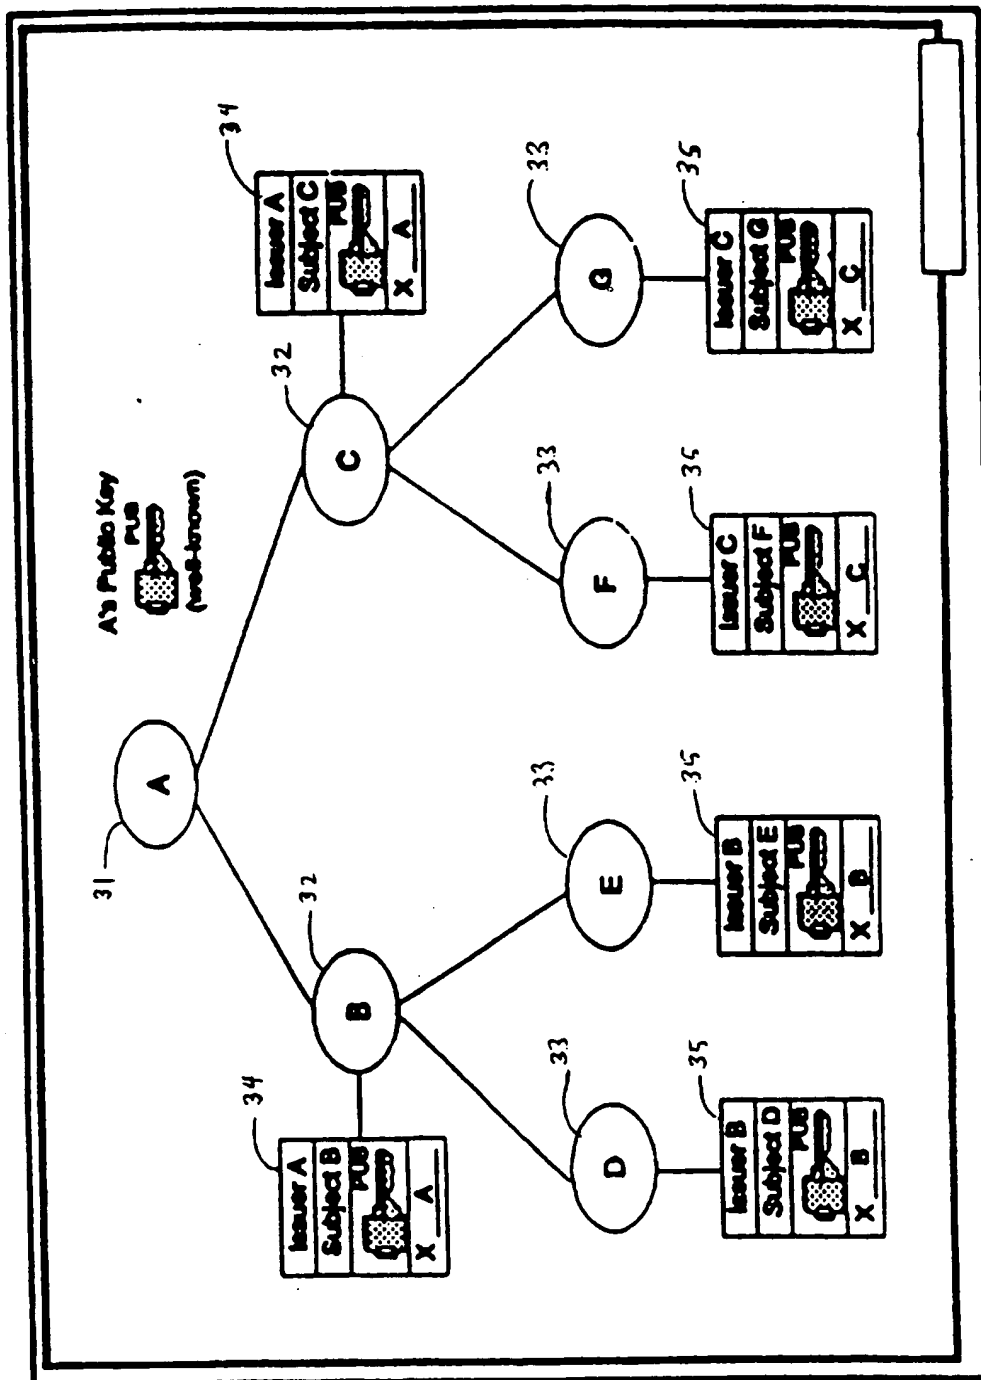 A's Public Key
PUB
(well-known)
31
A
32
B
32
C
34
Issuer A
Subject B
PUB
X A
34
Issuer A
Subject C
PUB
X A
33
D
33
E
33
F
33
G
35
Issuer B
Subject D
PUB
X B
35
Issuer B
Subject E
PUB
X B
35
Issuer C
Subject F
PUB
X C
35
Issuer C
Subject G
PUB
X C